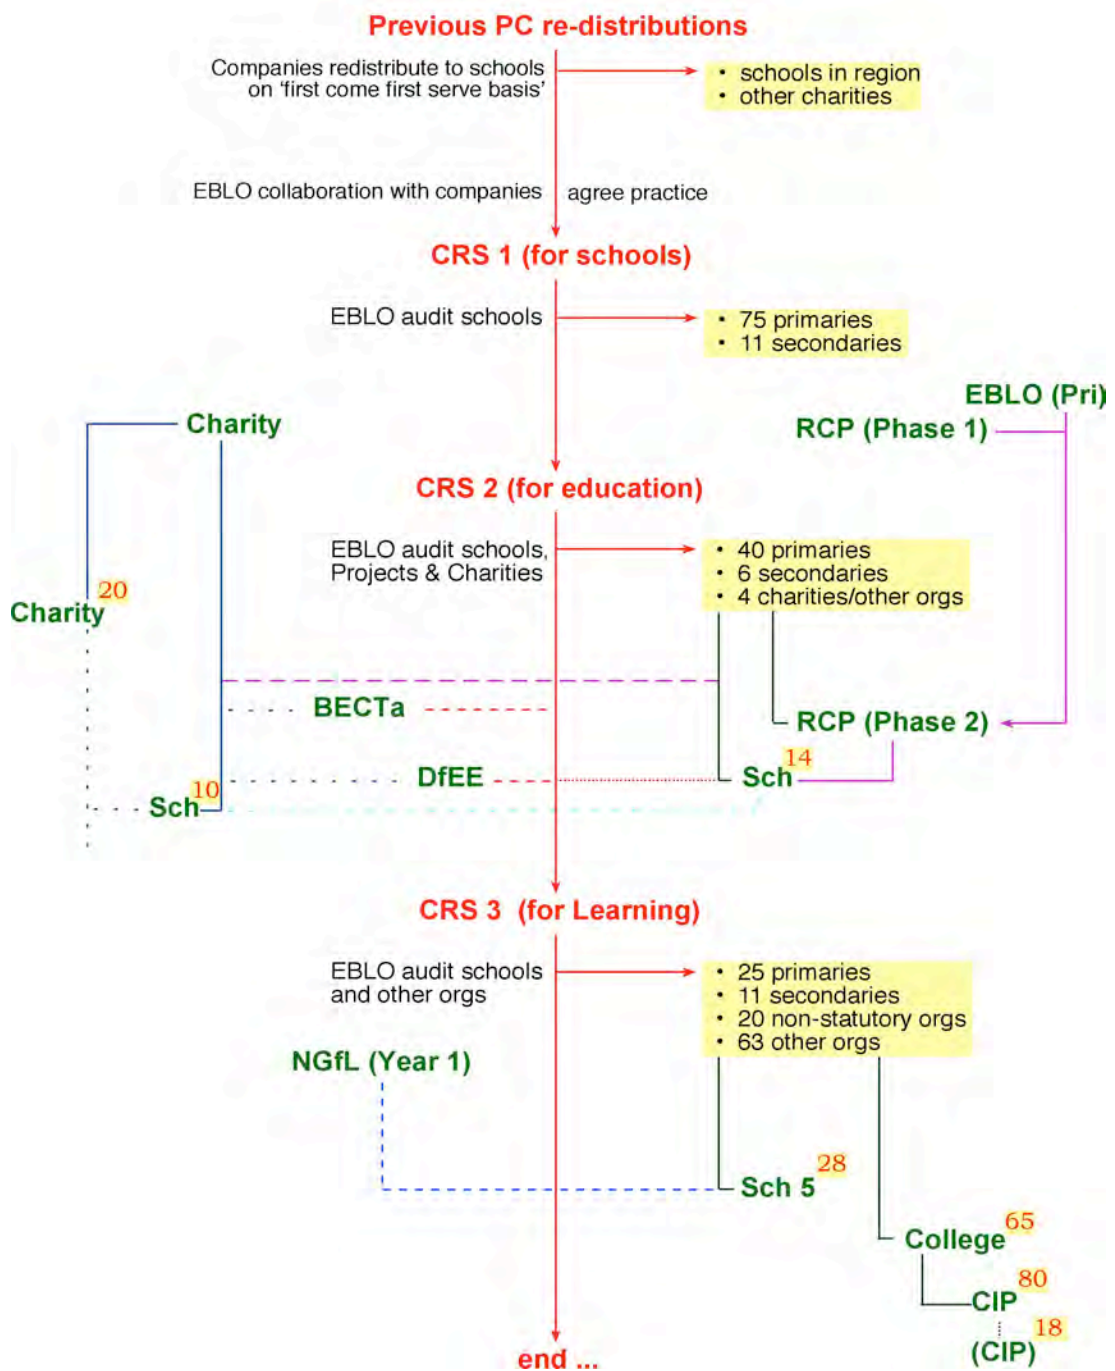 Previous PC re-distributions
Companies redistribute to schools
on 'first come first serve basis'
• schools in region
• other charities
EBLO collaboration with companies
agree practice
CRS 1 (for schools)
EBLO audit schools
• 75 primaries
• 11 secondaries
EBLO (Pri)
Charity
RCP (Phase 1)
CRS 2 (for education)
EBLO audit schools,
Projects & Charities
• 40 primaries
• 6 secondaries
• 4 charities/other orgs
Charity 20
BECTa
RCP (Phase 2)
DfEE
Sch 14
Sch 10
CRS 3 (for Learning)
EBLO audit schools
and other orgs
• 25 primaries
• 11 secondaries
• 20 non-statutory orgs
• 63 other orgs
NGfL (Year 1)
Sch 5 28
College 65
CIP 80
(CIP) 18
end ...